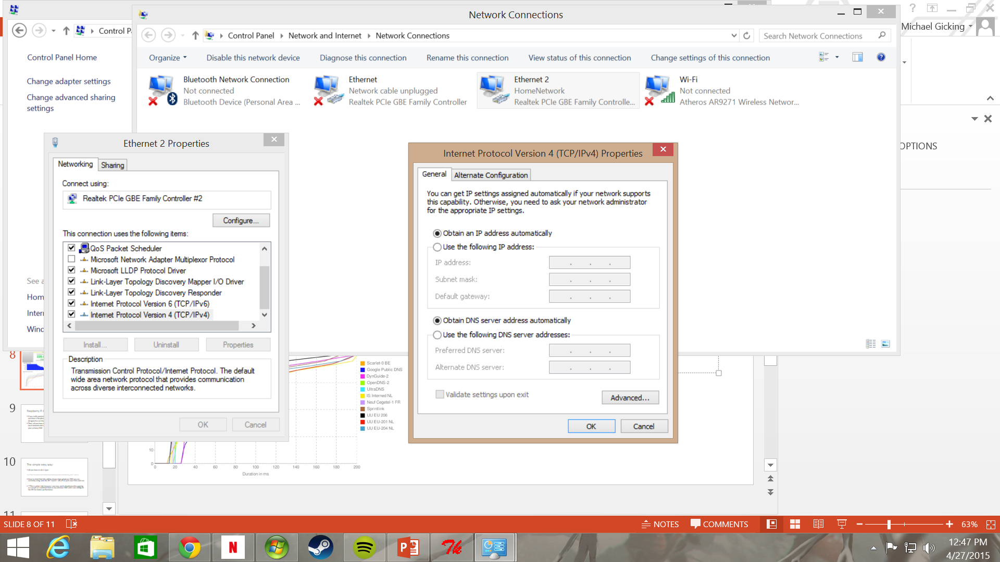 Network Connections
Michael Gicking
Control P
Control Panel
Network and Internet
Network Connections
Search Network Connections
Control Panel Home
Change adapter settings
Change advanced sharing
settings
Organize
Disable this network device
Diagnose this connection
Rename this connection
View status of this connection
Change settings of this connection
Bluetooth Network Connection
Not connected
Bluetooth Device (Personal Area ...
Ethernet
Network cable unplugged
Realtek PCIe GBE Family Controller
Ethernet 2
HomeNetwork
Realtek PCIe GBE Family Controlle...
Wi-Fi
Not connected
Atheros AR9271 Wireless Networ...
OPTIONS
See a
Hom
Inter
Winc
Ethernet 2 Properties
Networking
Sharing
Connect using:
Realtek PCIe GBE Family Controller #2
Configure...
This connection uses the following items:
QoS Packet Scheduler
Microsoft Network Adapter Multiplexor Protocol
Microsoft LLDP Protocol Driver
Link-Layer Topology Discovery Mapper I/O Driver
Link-Layer Topology Discovery Responder
Internet Protocol Version 6 (TCP/IPv6)
Internet Protocol Version 4 (TCP/IPv4)
Install...
Uninstall
Properties
Description
Transmission Control Protocol/Internet Protocol. The default
wide area network protocol that provides communication
across diverse interconnected networks.
OK
Cancel
Internet Protocol Version 4 (TCP/IPv4) Properties
General
Alternate Configuration
You can get IP settings assigned automatically if your network supports
this capability. Otherwise, you need to ask your network administrator
for the appropriate IP settings.
Obtain an IP address automatically
Use the following IP address:
IP address:
Subnet mask:
Default gateway:
Obtain DNS server address automatically
Use the following DNS server addresses:
Preferred DNS server:
Alternate DNS server:
Validate settings upon exit
Advanced...
OK
Cancel
Scarlet-0 BE
Google Public DNS
DynGuide-2
OpenDNS-2
UltraDNS
IS Interned NL
Neuf Cegetel-1 FR
Sprintlink
UU EU 206
UU EU-201 NL
UU EU-204 NL
10
0
0 20 40 60 80 100 120 140 160 180 200
Duration in ms
8
9
10
The simple easy way:
11
SLIDE 8 OF 11
NOTES
COMMENTS
63%
N
P
12:47 PM
4/27/2015